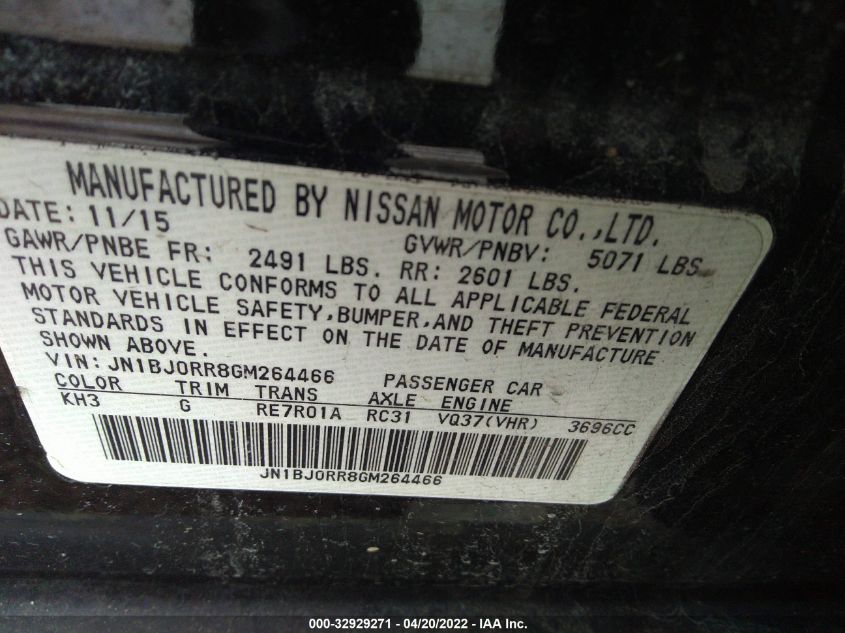 MANUFACTURED BY NISSAN MOTOR CO.,LTD.
DATE: 11/15 GVWR/PNBV: 5071 LBS
GAWR/PNBE FR: 2491 LBS. RR: 2601 LBS.
THIS VEHICLE CONFORMS TO ALL APPLICABLE FEDERAL
MOTOR VEHICLE SAFETY,BUMPER,AND THEFT PREVENTION
STANDARDS IN EFFECT ON THE DATE OF MANUFACTURE
SHOWN ABOVE.
VIN:JN1BJ0RR8GM264466 PASSENGER CAR
COLOR TRIM TRANS AXLE ENGINE
KH3 G RE7R01A RC31 VQ37(VHR) 3696CC
JN1BJ0RR8GM264466
000-32929271 - 04/20/2022 - IAA Inc.